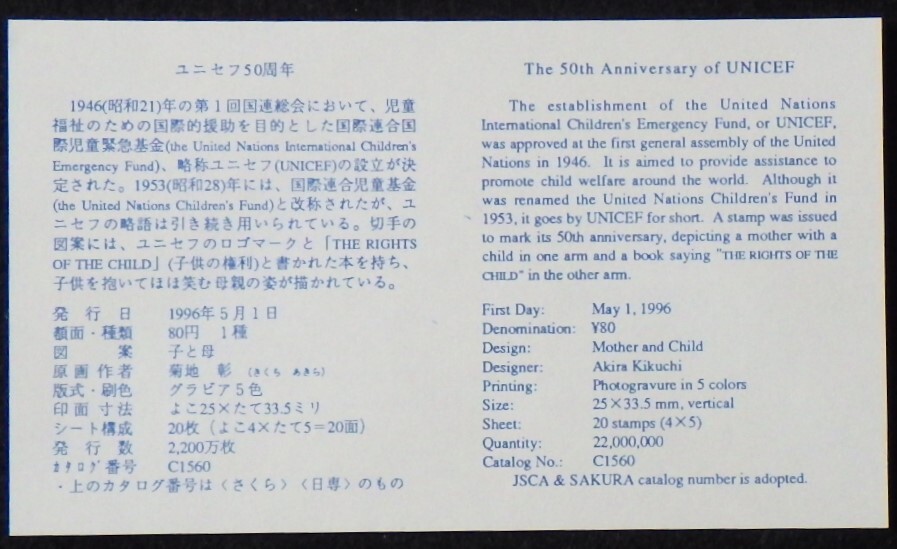 ユニセフ50周年
1946(昭和21)年の第1回国連総会において、児童
福祉のための国際的援助を目的とした国際連合国
際児童緊急基金(the United Nations International Children's
Emergency Fund)、略称ユニセフ(UNICEF)の設立が決
定された。1953(昭和28)年には、国際連合児童基金
(the United Nations Children's Fund)と改称されたが、ユ
ニセフの略語は引き続き用いられている。切手の
図案には、ユニセフのロゴマークと「THE RIGHTS
OF THE CHILD」(子供の権利)と書かれた本を持ち、
子供を抱いてほほ笑む母親の姿が描かれている。
発行日 1996年5月1日
額面・種類 80円 1種
図案 子と母
原画作者 菊地 彰 (きくち あきら)
版式・刷色 グラビア5色
印面寸法 よこ25×たて33.5ミリ
シート構成 20枚(よこ4×たて5=20面)
発行数 2,200万枚
ｶﾀﾛｸﾞ番号 C1560
・上のカタログ番号は〈さくら〉〈日専〉のもの
The 50th Anniversary of UNICEF
The establishment of the United Nations
International Children's Emergency Fund, or UNICEF,
was approved at the first general assembly of the United
Nations in 1946. It is aimed to provide assistance to
promote child welfare around the world. Although it
was renamed the United Nations Children's Fund in
1953, it goes by UNICEF for short. A stamp was issued
to mark its 50th anniversary, depicting a mother with a
child in one arm and a book saying "THE RIGHTS OF THE
CHILD" in the other arm.
First Day: May 1, 1996
Denomination: ¥80
Design: Mother and Child
Designer: Akira Kikuchi
Printing: Photogravure in 5 colors
Size: 25×33.5 mm, vertical
Sheet: 20 stamps (4×5)
Quantity: 22,000,000
Catalog No.: C1560
JSCA & SAKURA catalog number is adopted.